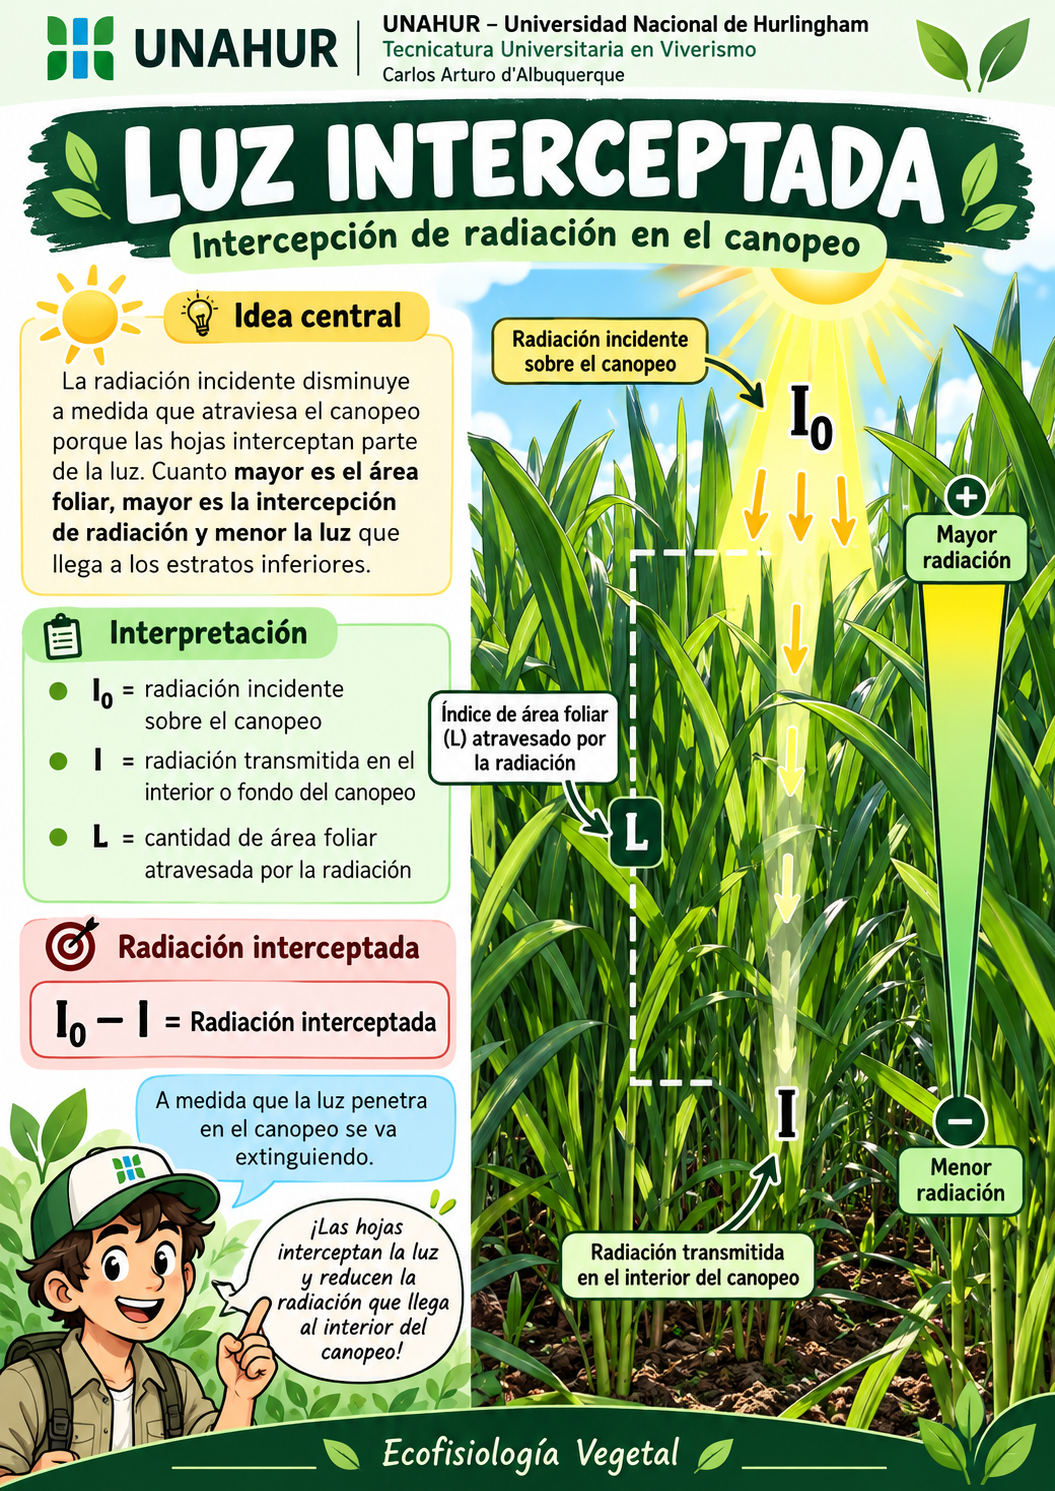 UNAHUR
UNAHUR – Universidad Nacional de Hurlingham
Tecnicatura Universitaria en Viverismo
Carlos Arturo d'Albuquerque
LUZ INTERCEPTADA
Intercepción de radiación en el canopeo
Idea central
La radiación incidente disminuye
a medida que atraviesa el canopeo
porque las hojas interceptan parte
de la luz. Cuanto mayor es el área
foliar, mayor es la intercepción
de radiación y menor la luz que
llega a los estratos inferiores.
Interpretación
I₀ = radiación incidente
sobre el canopeo
I = radiación transmitida en el
interior o fondo del canopeo
L = cantidad de área foliar
atravesada por la radiación
Radiación interceptada
I₀ – I = Radiación interceptada
A medida que la luz penetra
en el canopeo se va
extinguiendo.
¡Las hojas
interceptan la luz
y reducen la
radiación que llega
al interior del
canopeo!
Radiación incidente
sobre el canopeo
I₀
+
Mayor
radiación
Índice de área foliar
(L) atravesado por
la radiación
L
I
–
Menor
radiación
Radiación transmitida
en el interior del canopeo
Ecofisiología Vegetal